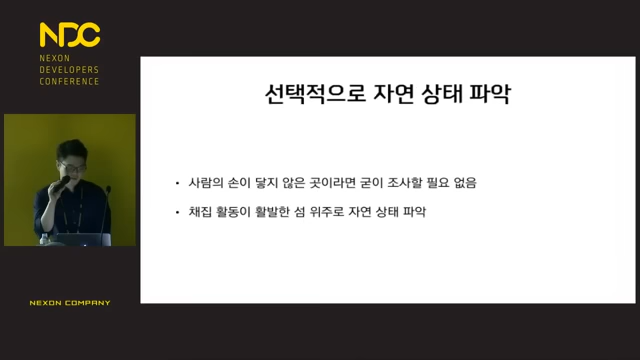 NDC
NEXON
DEVELOPERS
CONFERENCE
선택적으로 자연 상태 파악
• 사람의 손이 닿지 않은 곳이라면 굳이 조사할 필요 없음
• 채집 활동이 활발한 섬 위주로 자연 상태 파악
NEXON COMPANY